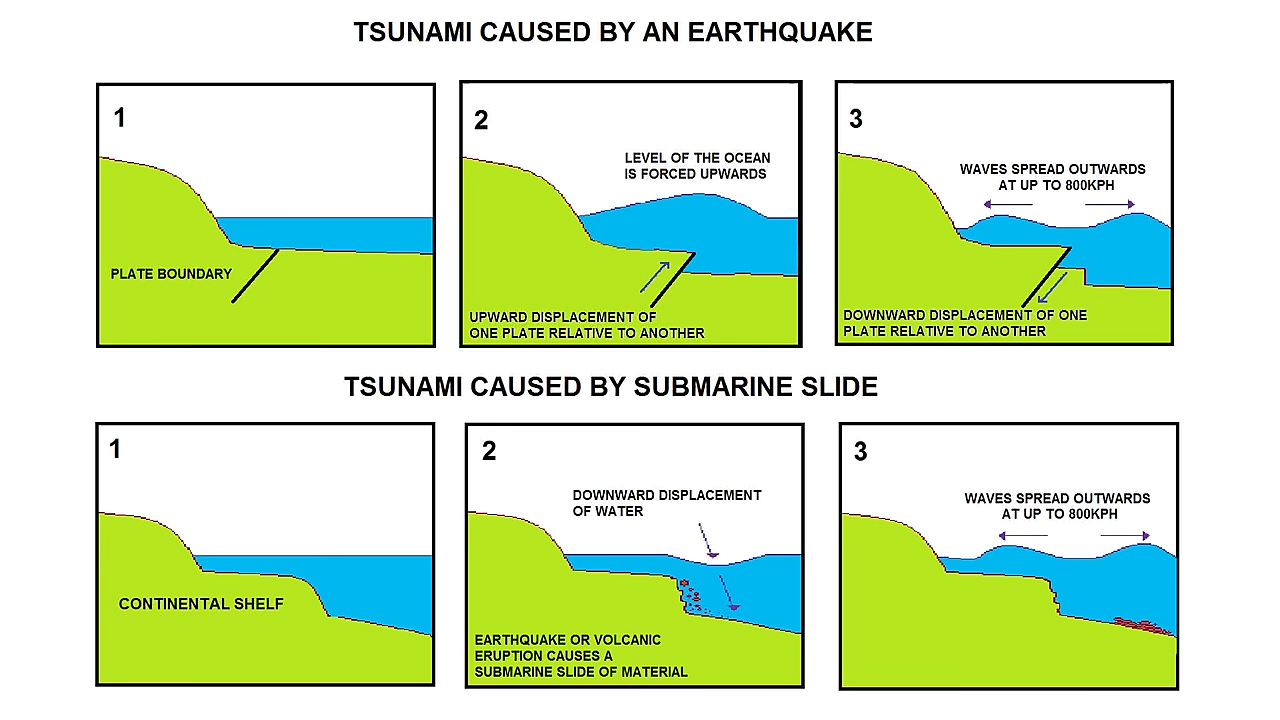 TSUNAMI CAUSED BY AN EARTHQUAKE
1
PLATE BOUNDARY
2
LEVEL OF THE OCEAN
IS FORCED UPWARDS
UPWARD DISPLACEMENT OF
ONE PLATE RELATIVE TO ANOTHER
3
WAVES SPREAD OUTWARDS
AT UP TO 800KPH
DOWNWARD DISPLACEMENT OF ONE
PLATE RELATIVE TO ANOTHER
TSUNAMI CAUSED BY SUBMARINE SLIDE
1
CONTINENTAL SHELF
2
DOWNWARD DISPLACEMENT
OF WATER
EARTHQUAKE OR VOLCANIC
ERUPTION CAUSES A
SUBMARINE SLIDE OF MATERIAL
3
WAVES SPREAD OUTWARDS
AT UP TO 800KPH